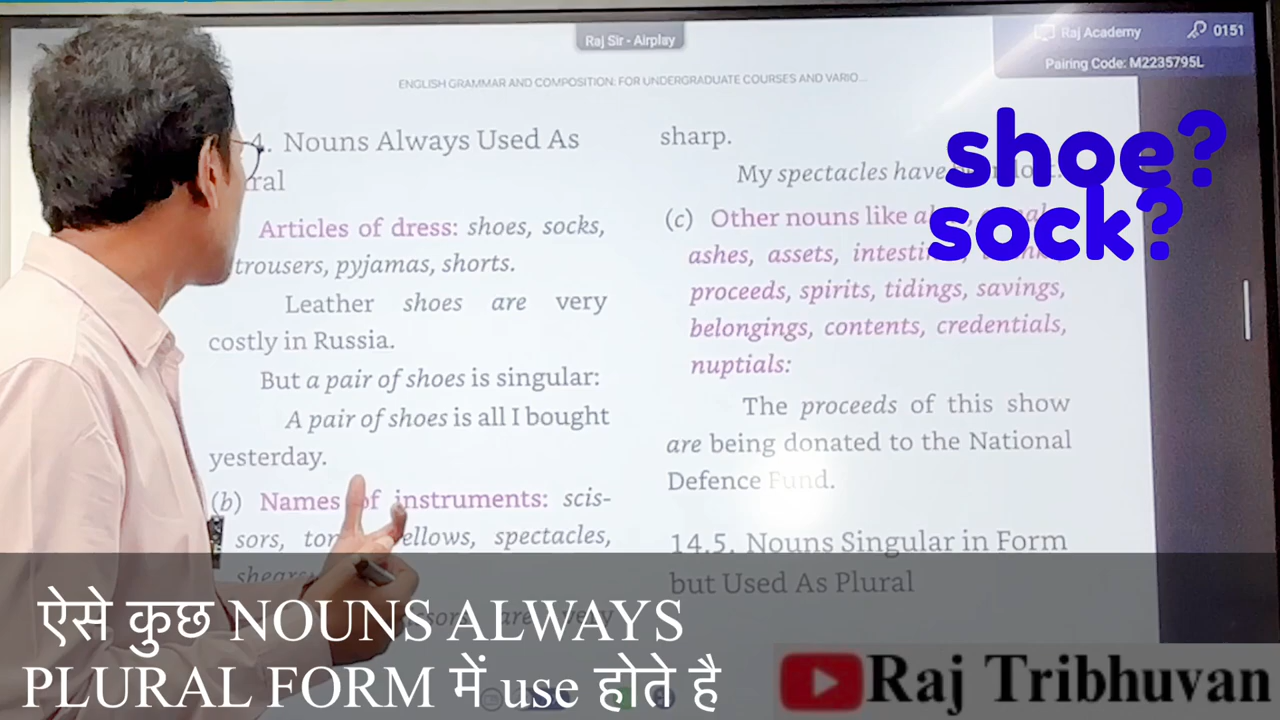 Raj Sir - Airplay
Raj Academy 0151
Pairing Code: M2235795L
ENGLISH GRAMMAR AND COMPOSITION: FOR UNDERGRADUATE COURSES AND VARIO...
4. Nouns Always Used As
ral
Articles of dress: shoes, socks,
trousers, pyjamas, shorts.
Leather shoes are very
costly in Russia.
But a pair of shoes is singular:
A pair of shoes is all I bought
yesterday.
(b) Names of instruments: scis-
sors, ellows, spectacles,
shears
are very
sharp.
My spectacles have
(c) Other nouns like
ashes, assets,
proceeds, spirits, tidings, savings,
belongings, contents, credentials,
nuptials:
The proceeds of this show
are being donated to the National
Defence Fund.
14.5. Nouns Singular in Form
but Used As Plural
shoe?
sock?
ऐसे कुछ NOUNS ALWAYS
PLURAL FORM में use होते है
Raj Tribhuvan